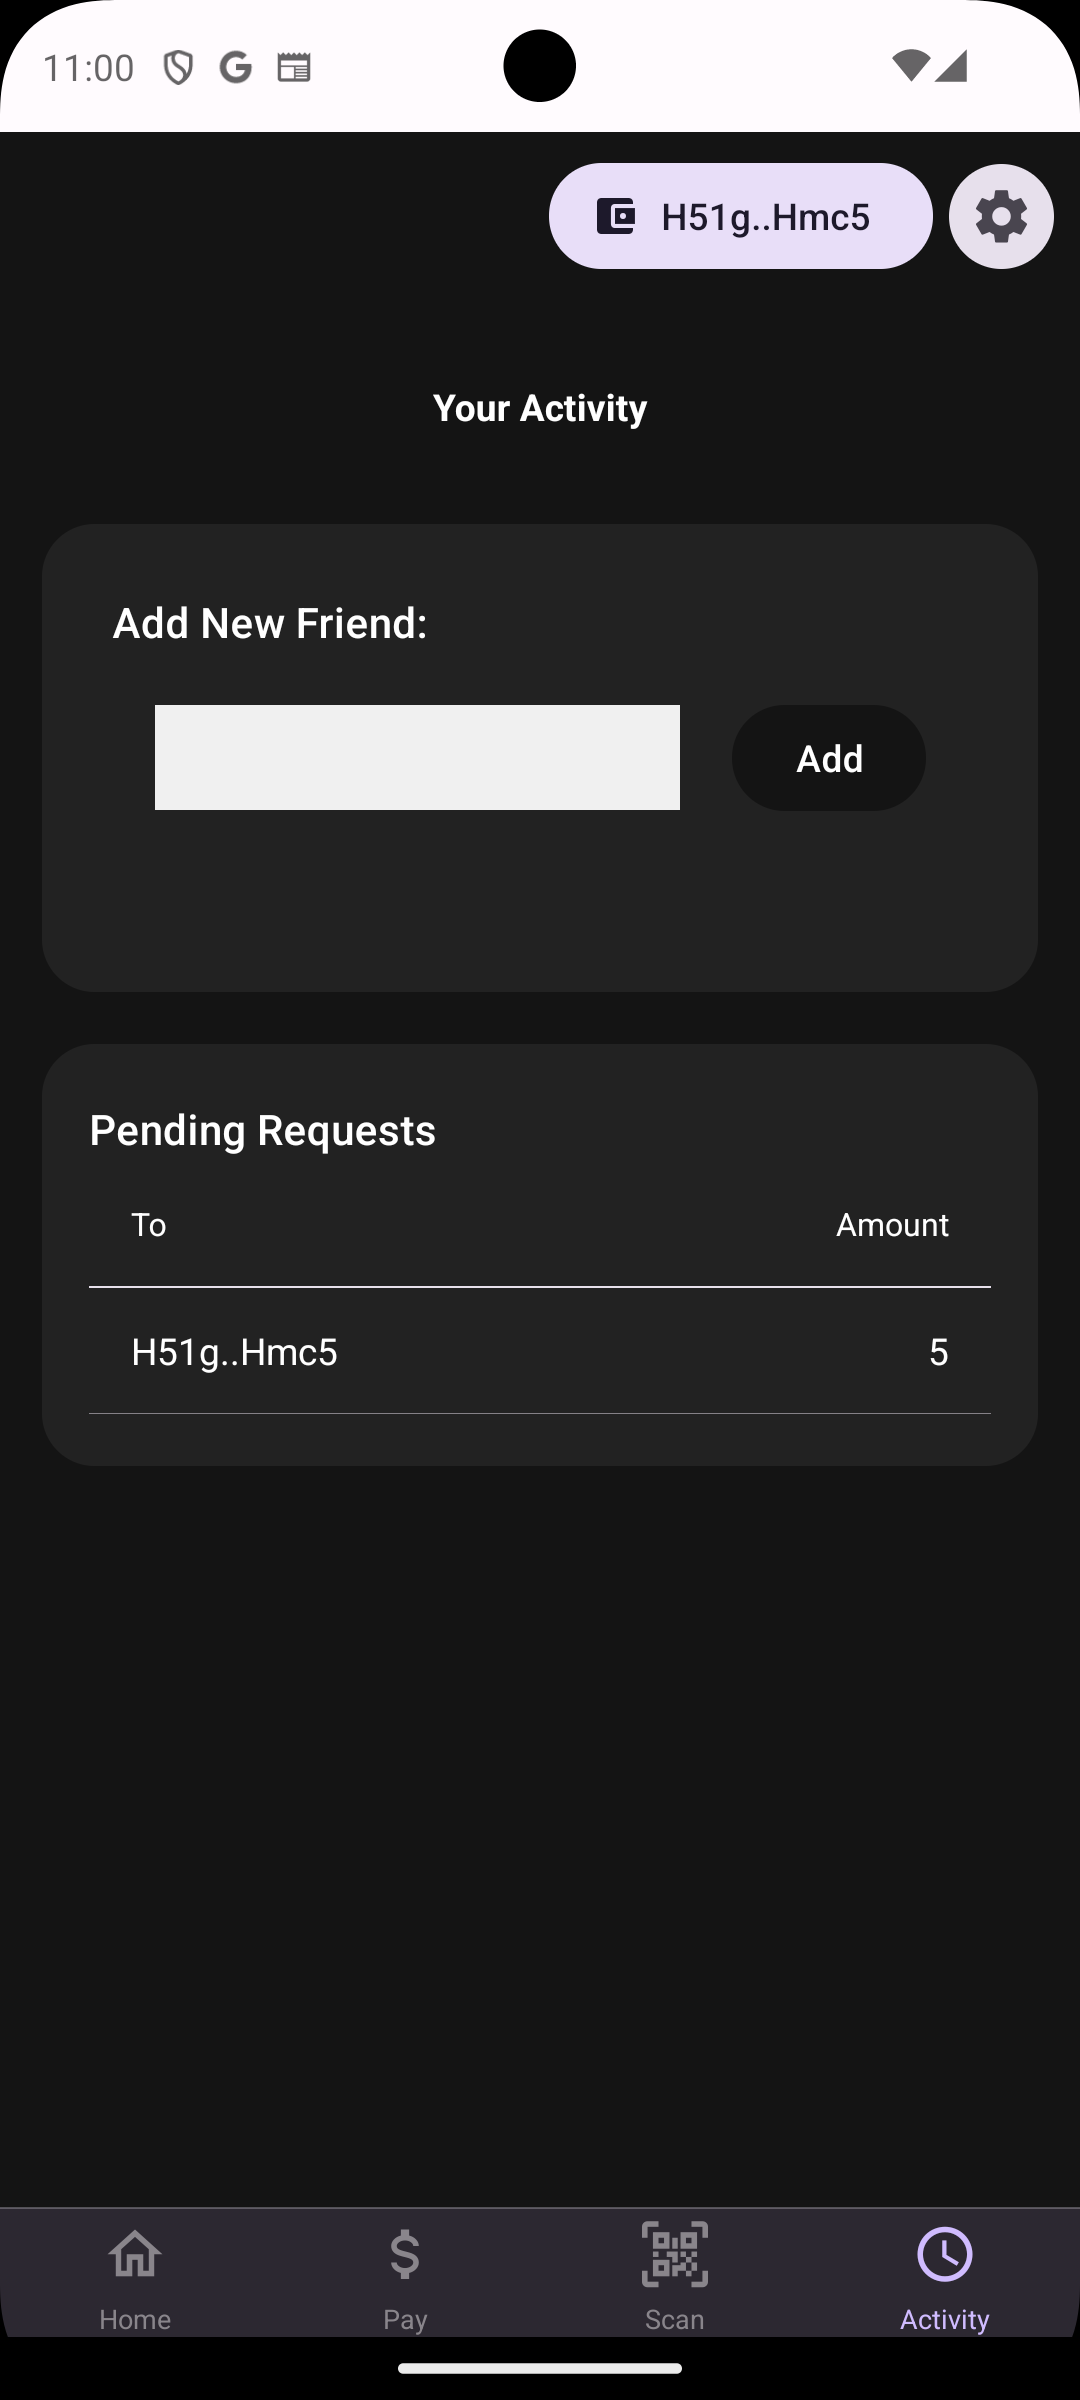 11:00
H51g..Hmc5
Your Activity
Add New Friend:
Add
Pending Requests
To Amount
H51g..Hmc5 5
Home Pay Scan Activity